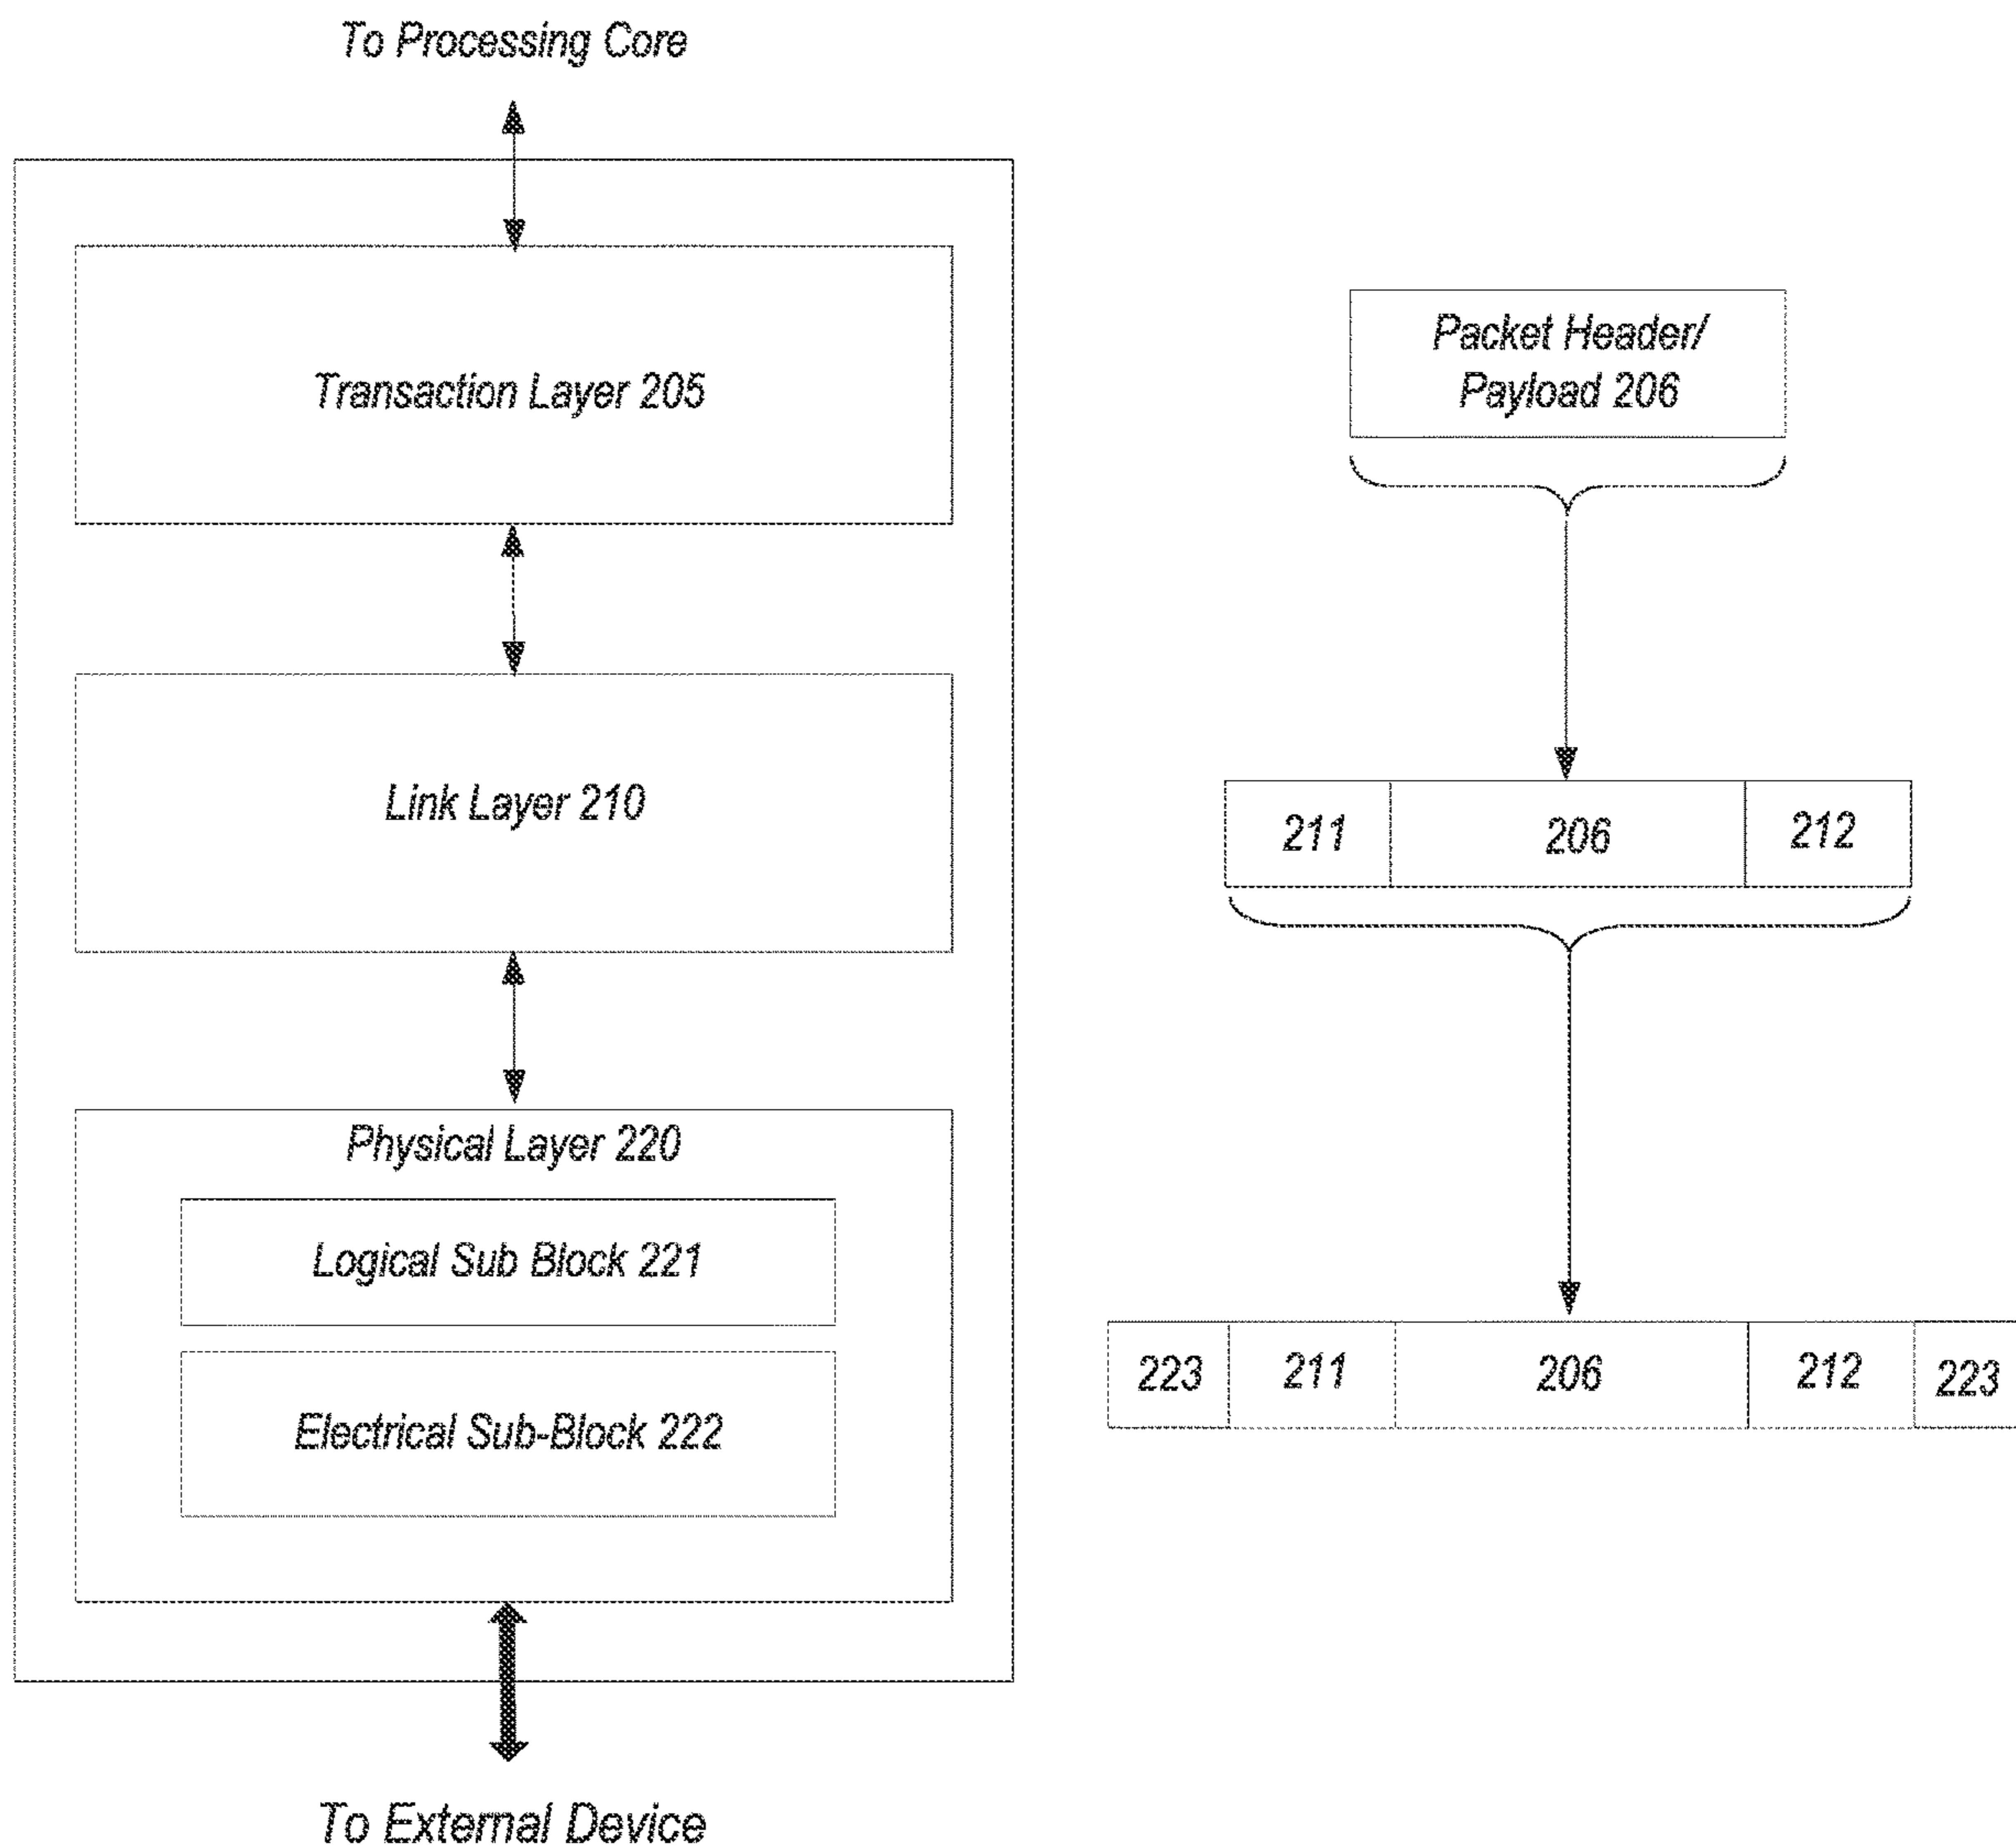 To Processing Core
Transaction Layer 205
Link Layer 210
Physical Layer 220
Logical Sub Block 221
Electrical Sub-Block 222
To External Device
Packet Header/
Payload 206
211 206 212
223 211 206 212 223